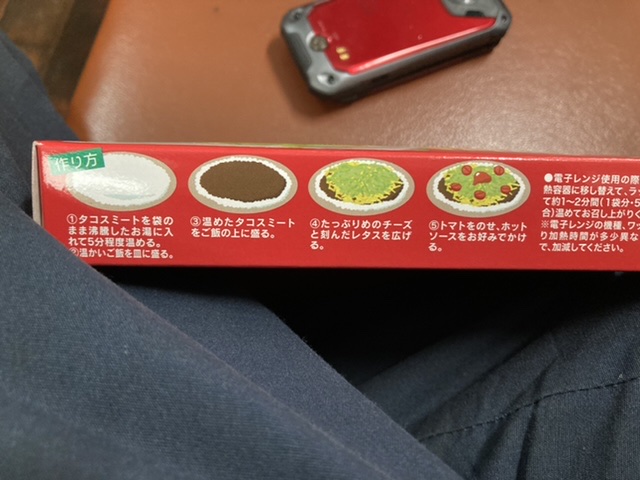 作り方
①タコスミートを袋の
まま沸騰したお湯に入
れて5分程度温める。
②温かいご飯を皿に盛る。
③温めたタコスミート
をご飯の上に盛る。
④たっぷりめのチーズ
と刻んだレタスを広げ
る。
⑤トマトをのせ、ホット
ソースをお好みでかけ
る。
●電子レンジ使用の際
熱容器に移し替えて、ラ
て約1〜2分間(1袋分・5
合)温めてお召し上がり
※電子レンジの機種、ワッ
り加熱時間が多少異な
で、加減してください。